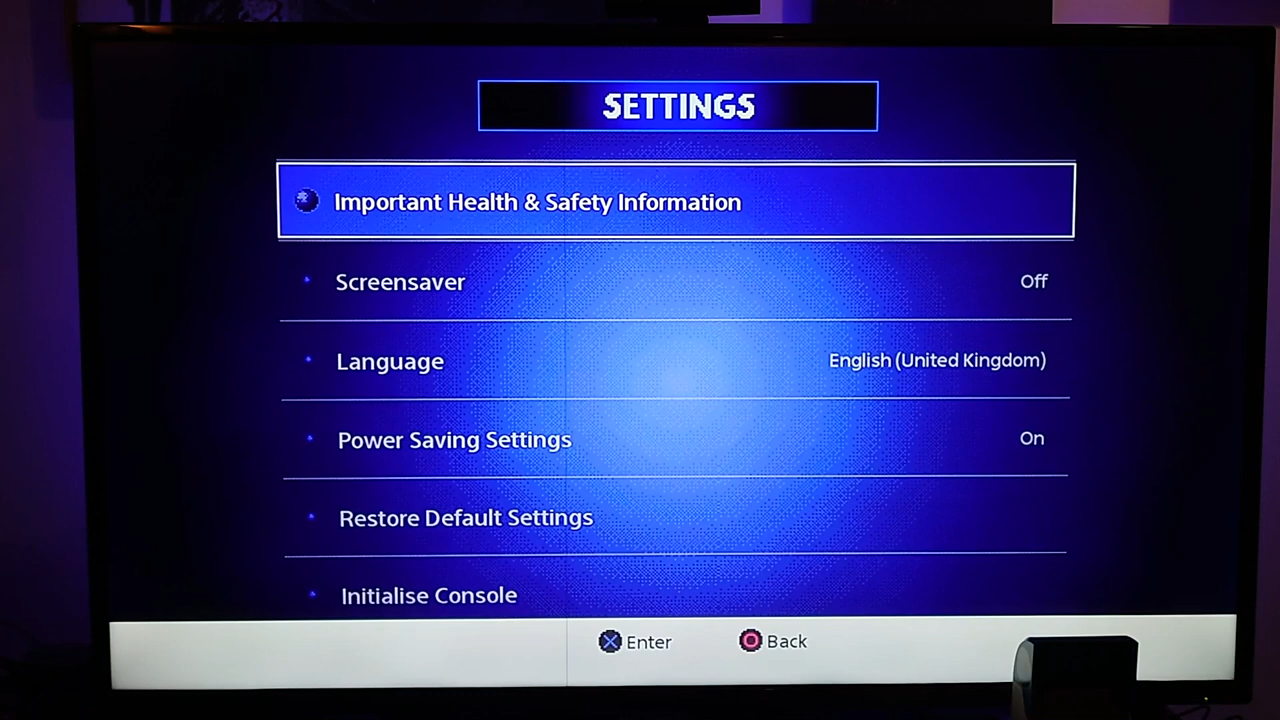 SETTINGS
Important Health & Safety Information
Screensaver Off
Language English (United Kingdom)
Power Saving Settings On
Restore Default Settings
Initialise Console
Enter Back